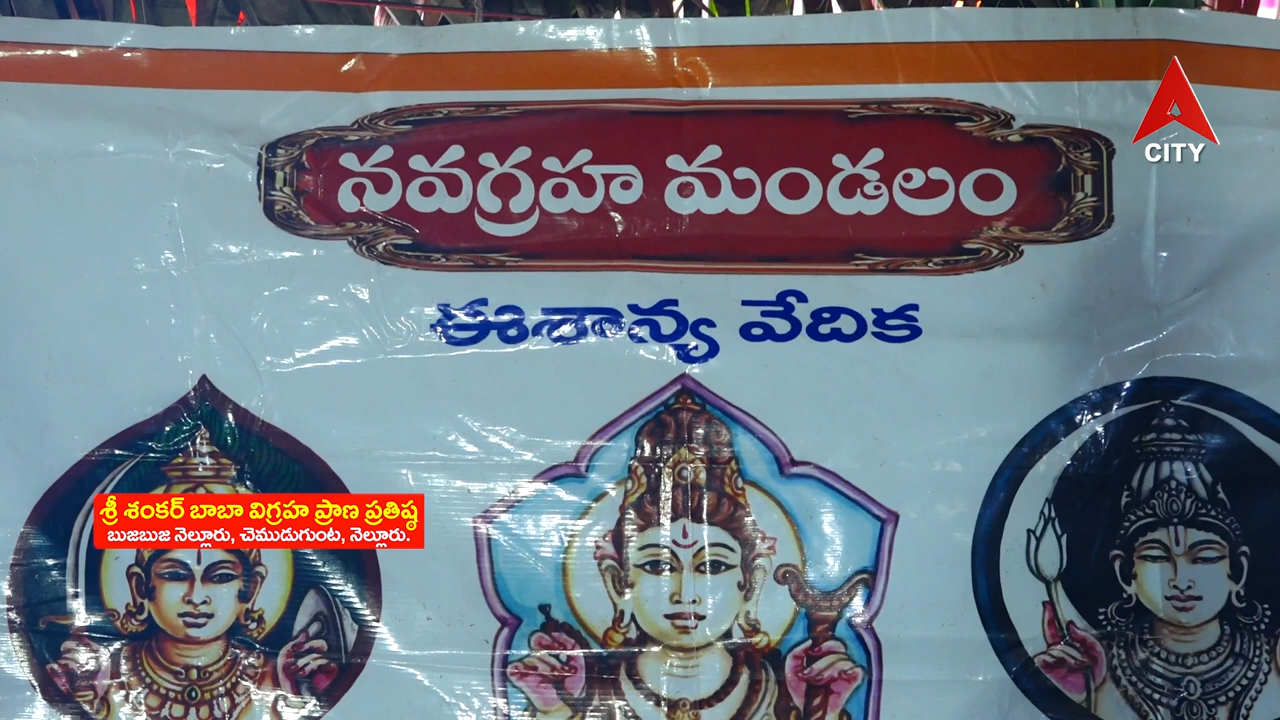 CITY
నవగ్రహ మండలం
ఈశాన్య వేదిక
శ్రీ శంకర్ బాబా విగ్రహ ప్రాణ ప్రతిష్ఠ
బుజబుజ నెల్లూరు, చెముడుగుంట, నెల్లూరు.